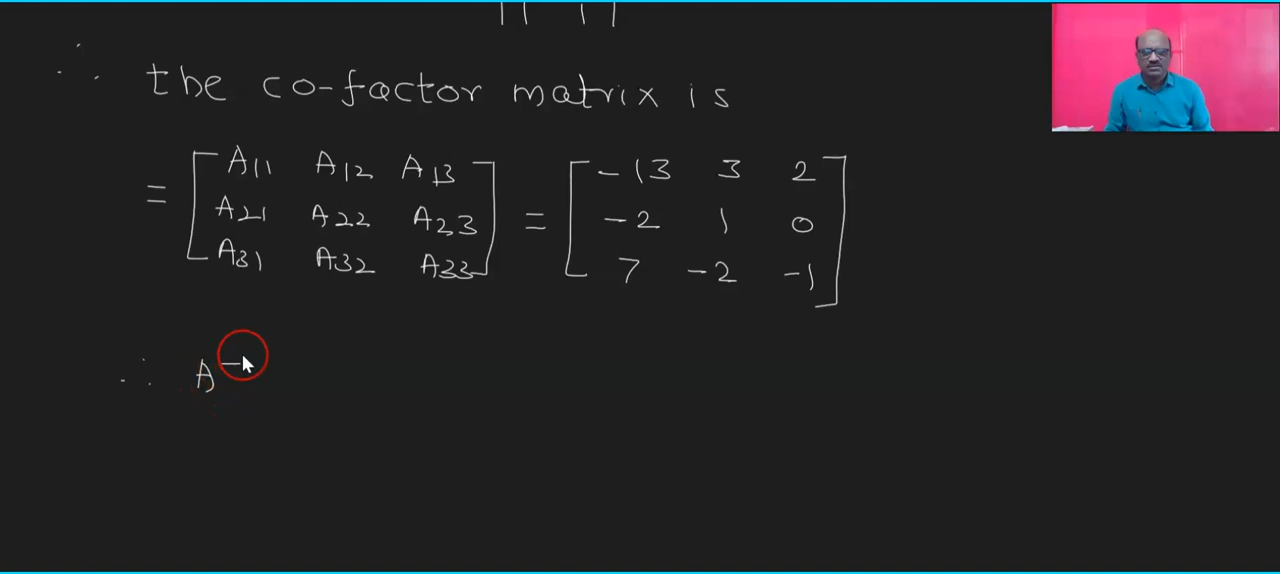 ∴ the co-factor matrix is
= [ A11 A12 A13 ; A21 A22 A23 ; A31 A32 A33 ] = [ -13 3 2 ; -2 1 0 ; 7 -2 -1 ]
∴ A⁻